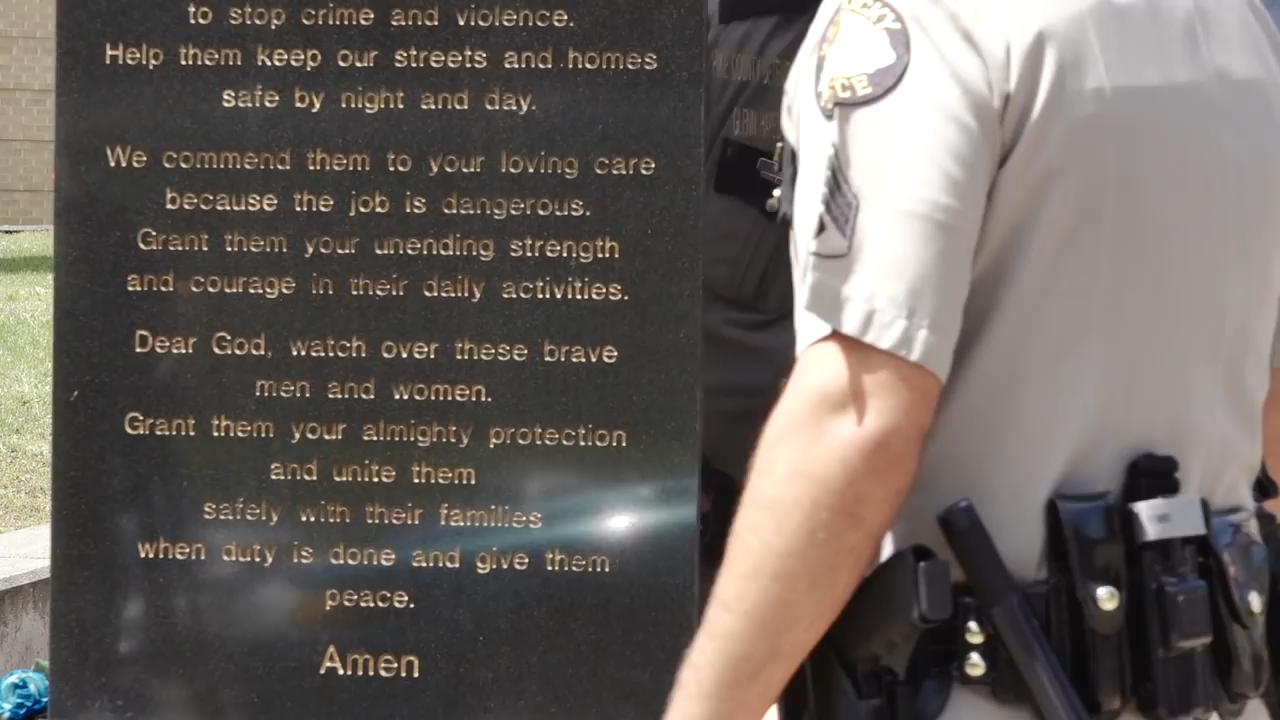 to stop crime and violence.
Help them keep our streets and homes
safe by night and day.
We commend them to your loving care
because the job is dangerous.
Grant them your unending strength
and courage in their daily activities.
Dear God, watch over these brave
men and women.
Grant them your almighty protection
and unite them
safely with their families
when duty is done and give them
peace.
Amen